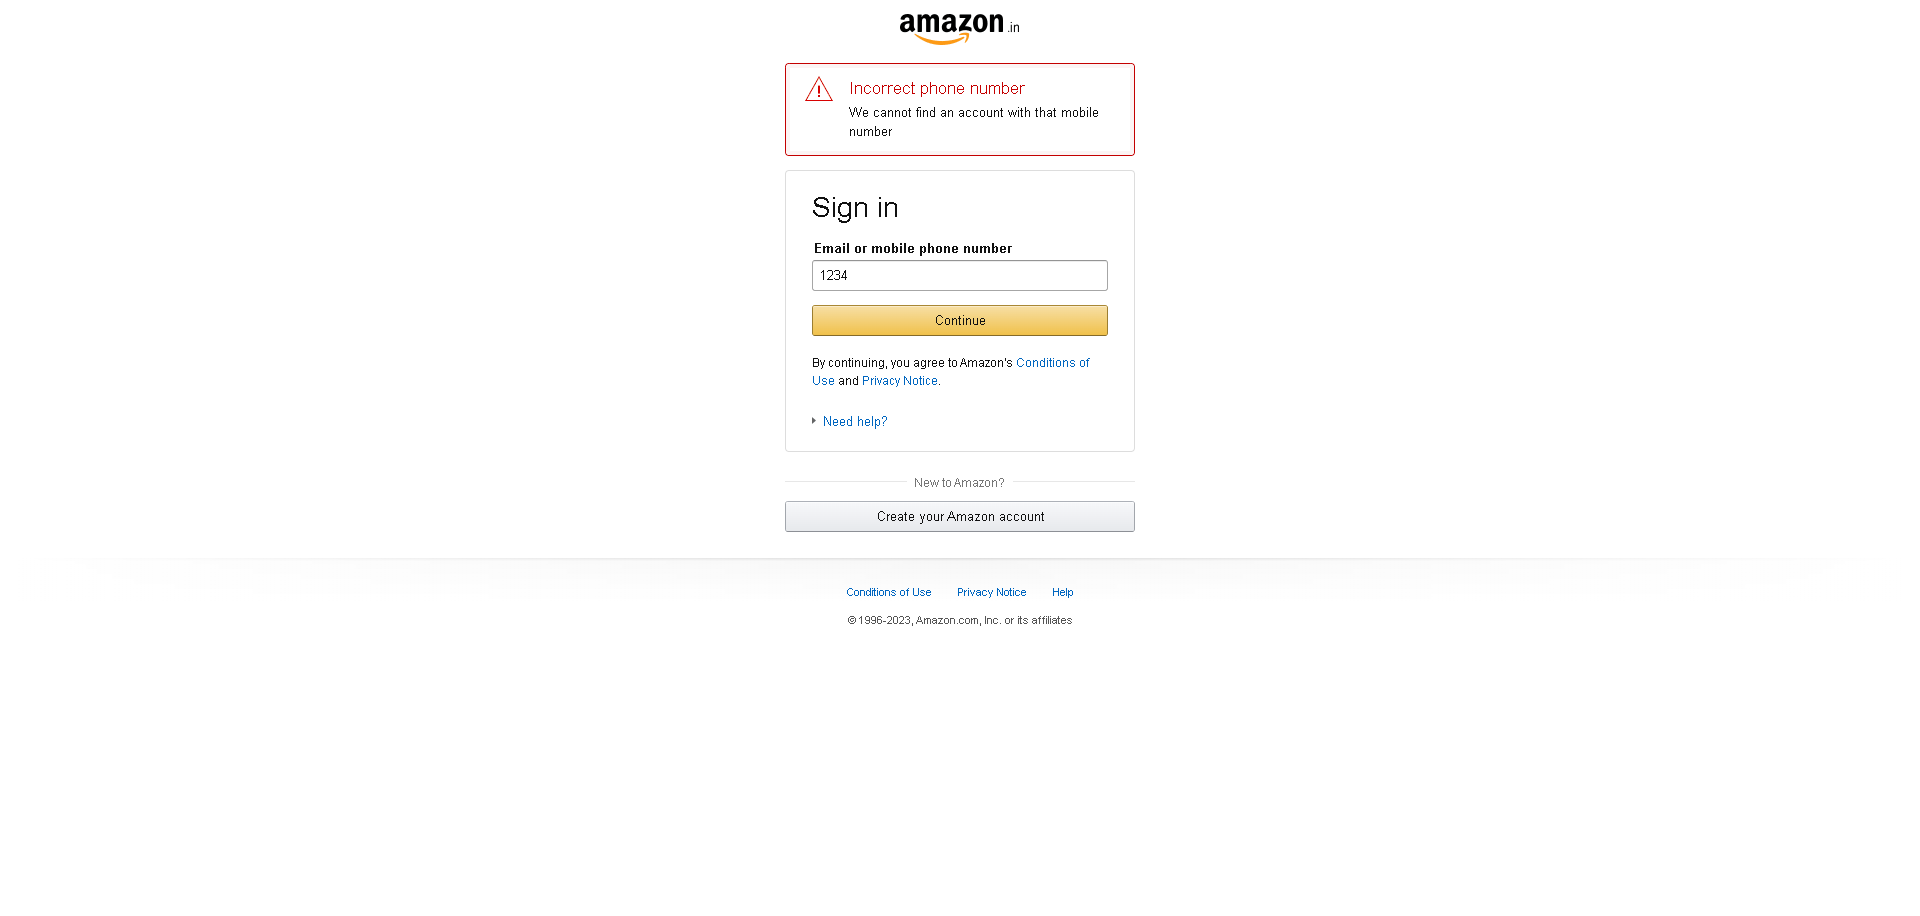 amazon.in
Incorrect phone number
We cannot find an account with that mobile
number
Sign in
Email or mobile phone number
1234
Continue
By continuing, you agree to Amazon's Conditions of
Use and Privacy Notice.
Need help?
New to Amazon?
Create your Amazon account
Conditions of Use Privacy Notice Help
© 1996-2023, Amazon.com, Inc. or its affiliates